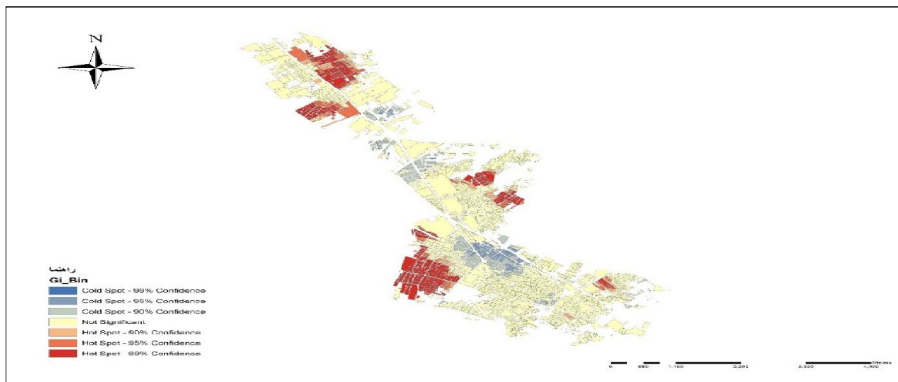 N
راهنما
Gi_Bin
Cold Spot - 99% Confidence
Cold Spot - 95% Confidence
Cold Spot - 90% Confidence
Not Significant
Hot Spot - 90% Confidence
Hot Spot - 95% Confidence
Hot Spot - 99% Confidence